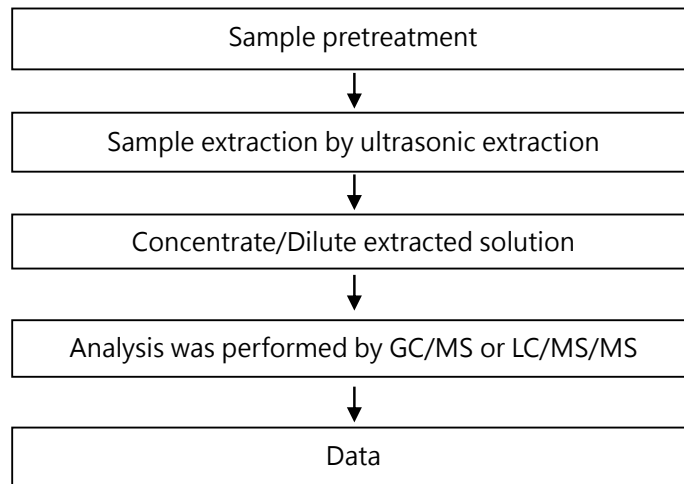 Sample pretreatment
Sample extraction by ultrasonic extraction
Concentrate/Dilute extracted solution
Analysis was performed by GC/MS or LC/MS/MS
Data